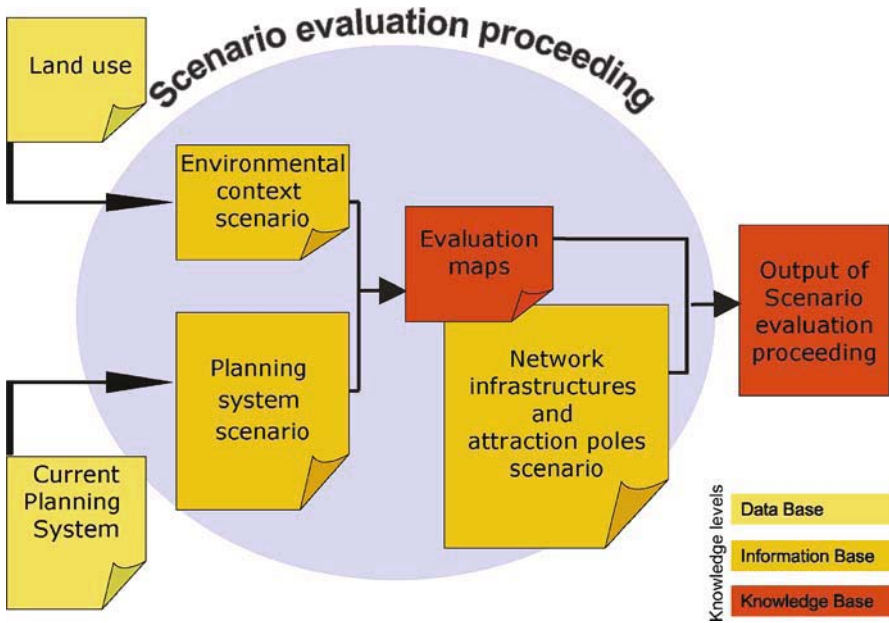 Scenario evaluation proceeding
Land use
Environmental
context
scenario
Evaluation
maps
Output of
Scenario
evaluation
proceeding
Planning
system
scenario
Network
infrastructures
and
attraction poles
scenario
Current
Planning
System
Knowledge levels
Data Base
Information Base
Knowledge Base